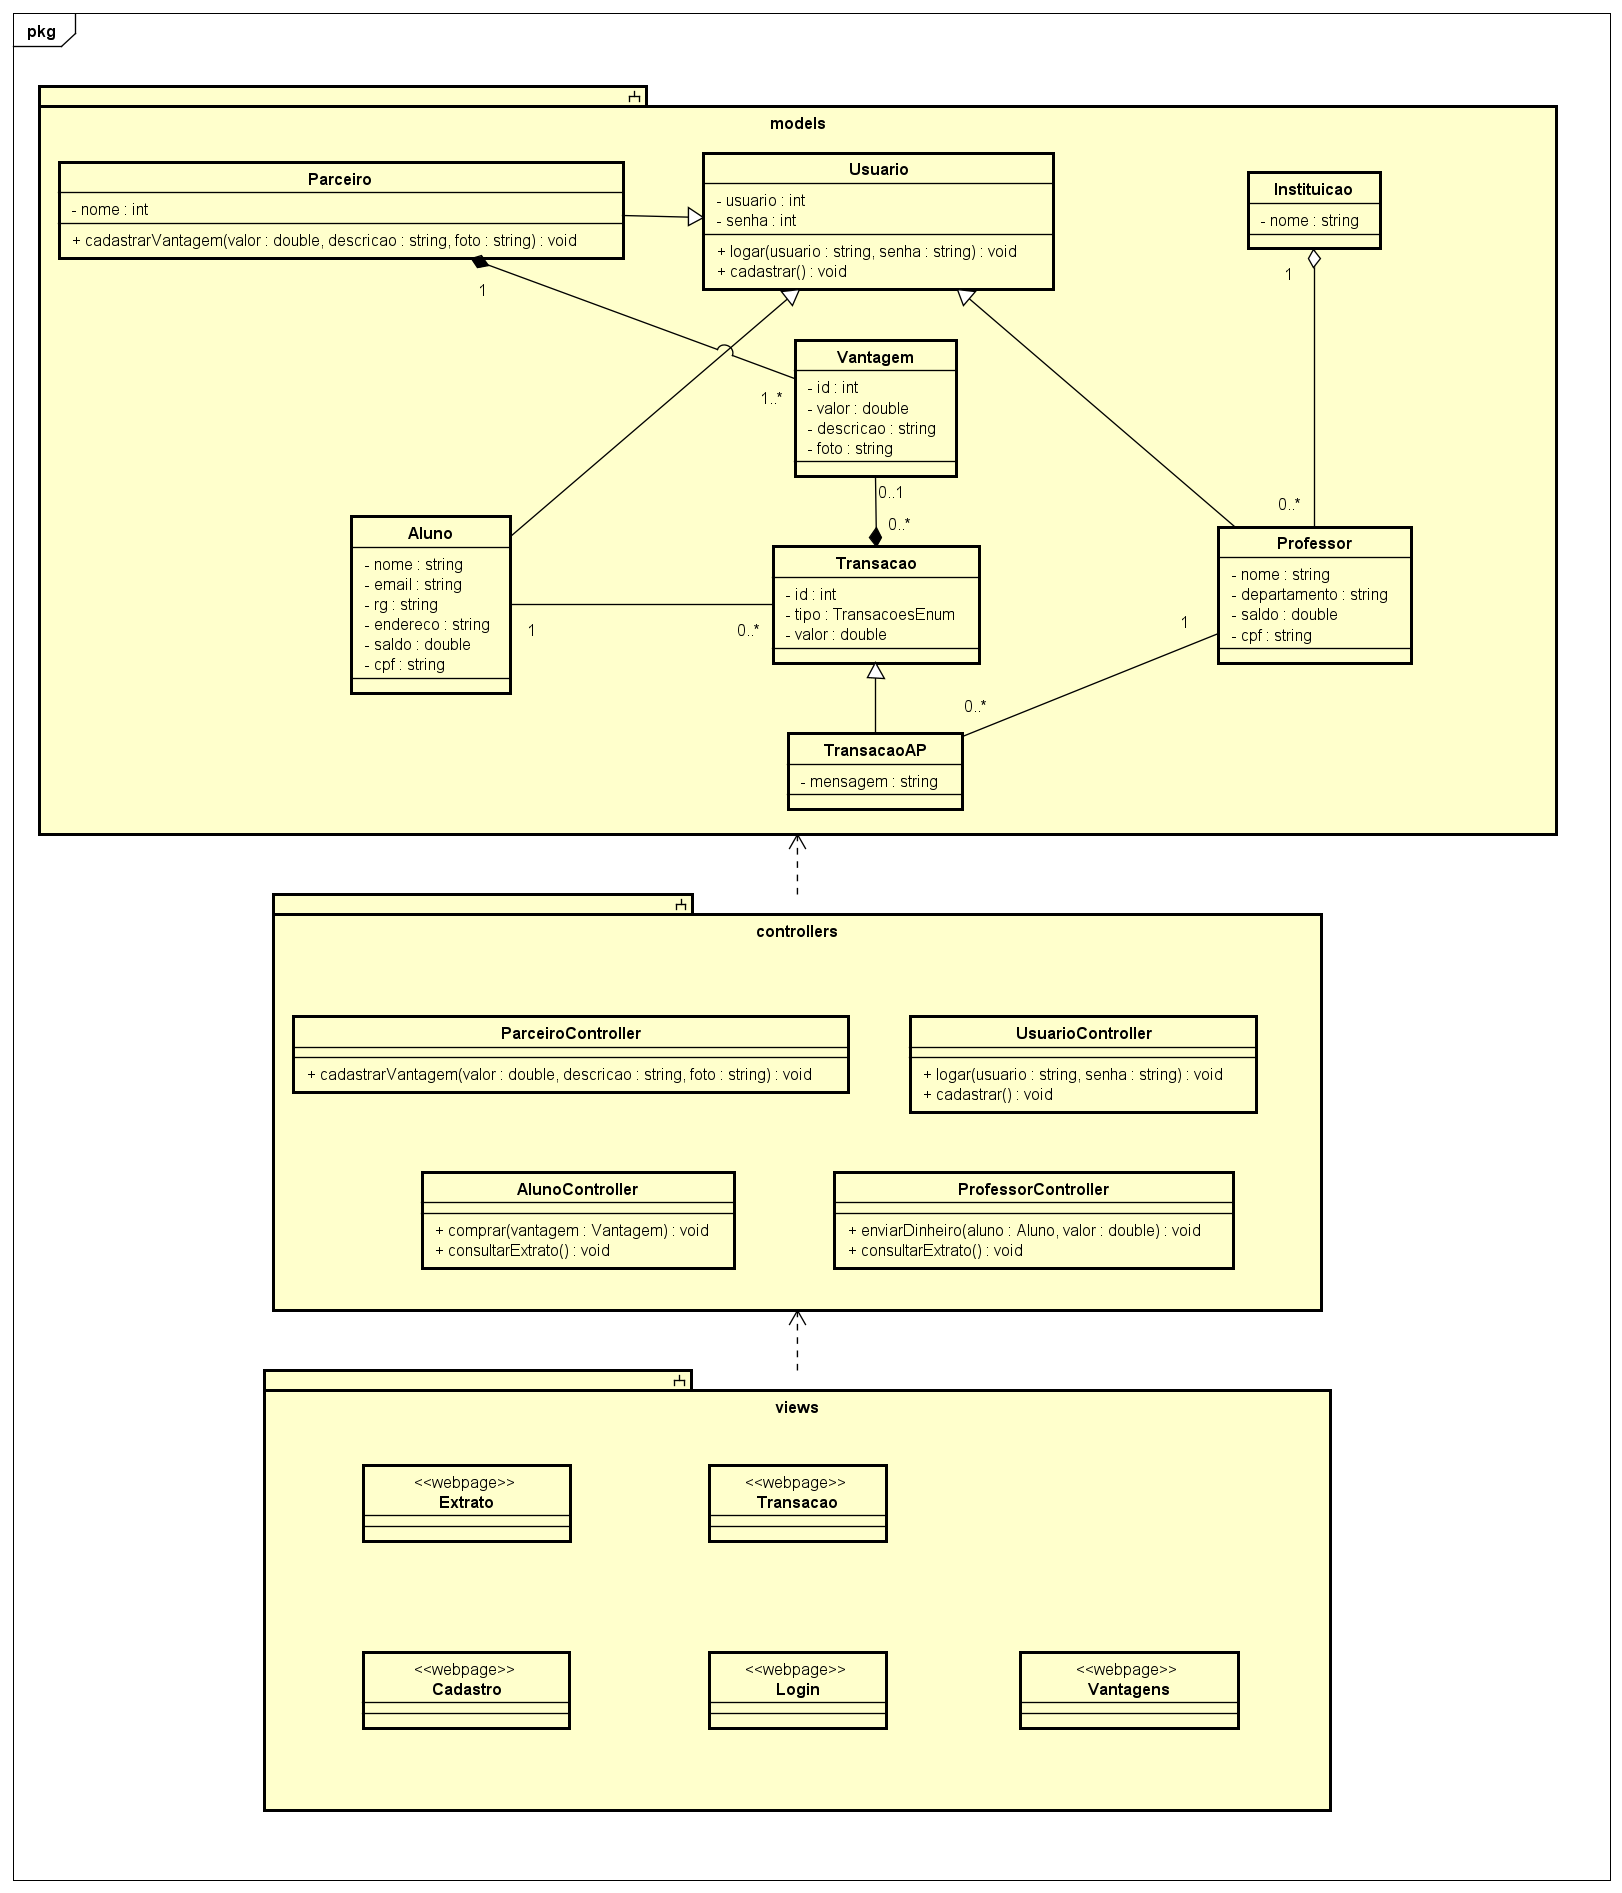 pkg
models
Parceiro
- nome : int
+ cadastrarVantagem(valor : double, descricao : string, foto : string) : void
Usuario
- usuario : int
- senha : int
+ logar(usuario : string, senha : string) : void
+ cadastrar() : void
Instituicao
- nome : string
1
1
Vantagem
- id : int
- valor : double
- descricao : string
- foto : string
1..*
0..1
0..*
0..*
Aluno
- nome : string
- email : string
- rg : string
- endereco : string
- saldo : double
- cpf : string
Transacao
- id : int
- tipo : TransacoesEnum
- valor : double
Professor
- nome : string
- departamento : string
- saldo : double
- cpf : string
1
0..*
1
0..*
TransacaoAP
- mensagem : string
controllers
ParceiroController
+ cadastrarVantagem(valor : double, descricao : string, foto : string) : void
UsuarioController
+ logar(usuario : string, senha : string) : void
+ cadastrar() : void
AlunoController
+ comprar(vantagem : Vantagem) : void
+ consultarExtrato() : void
ProfessorController
+ enviarDinheiro(aluno : Aluno, valor : double) : void
+ consultarExtrato() : void
views
<<webpage>>
Extrato
<<webpage>>
Transacao
<<webpage>>
Cadastro
<<webpage>>
Login
<<webpage>>
Vantagens